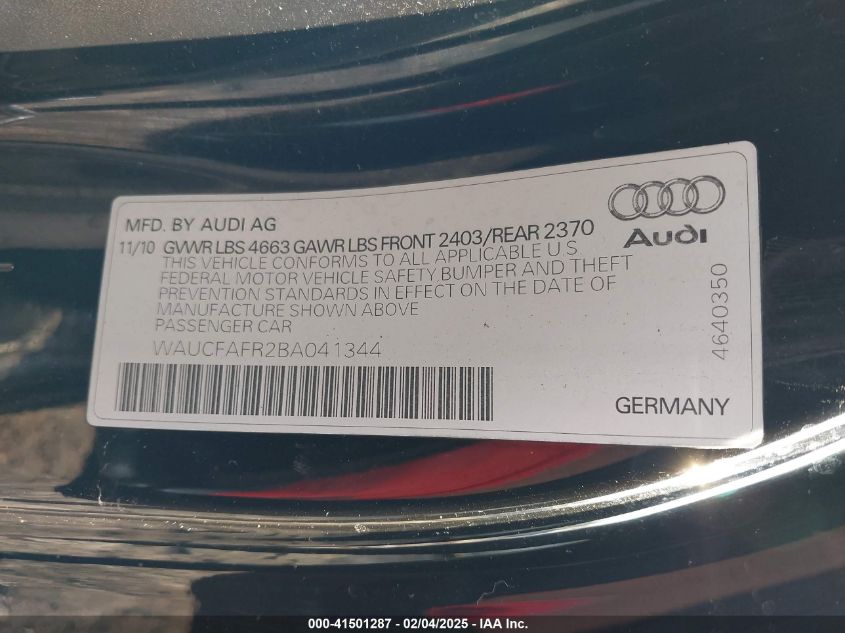 MFD. BY AUDI AG
11/10 GVWR LBS 4663 GAWR LBS FRONT 2403/REAR 2370
THIS VEHICLE CONFORMS TO ALL APPLICABLE U S
FEDERAL MOTOR VEHICLE SAFETY BUMPER AND THEFT
PREVENTION STANDARDS IN EFFECT ON THE DATE OF
MANUFACTURE SHOWN ABOVE
PASSENGER CAR
WAUCFAFR2BA041344
Audi
4640350
GERMANY
000-41501287 - 02/04/2025 - IAA Inc.